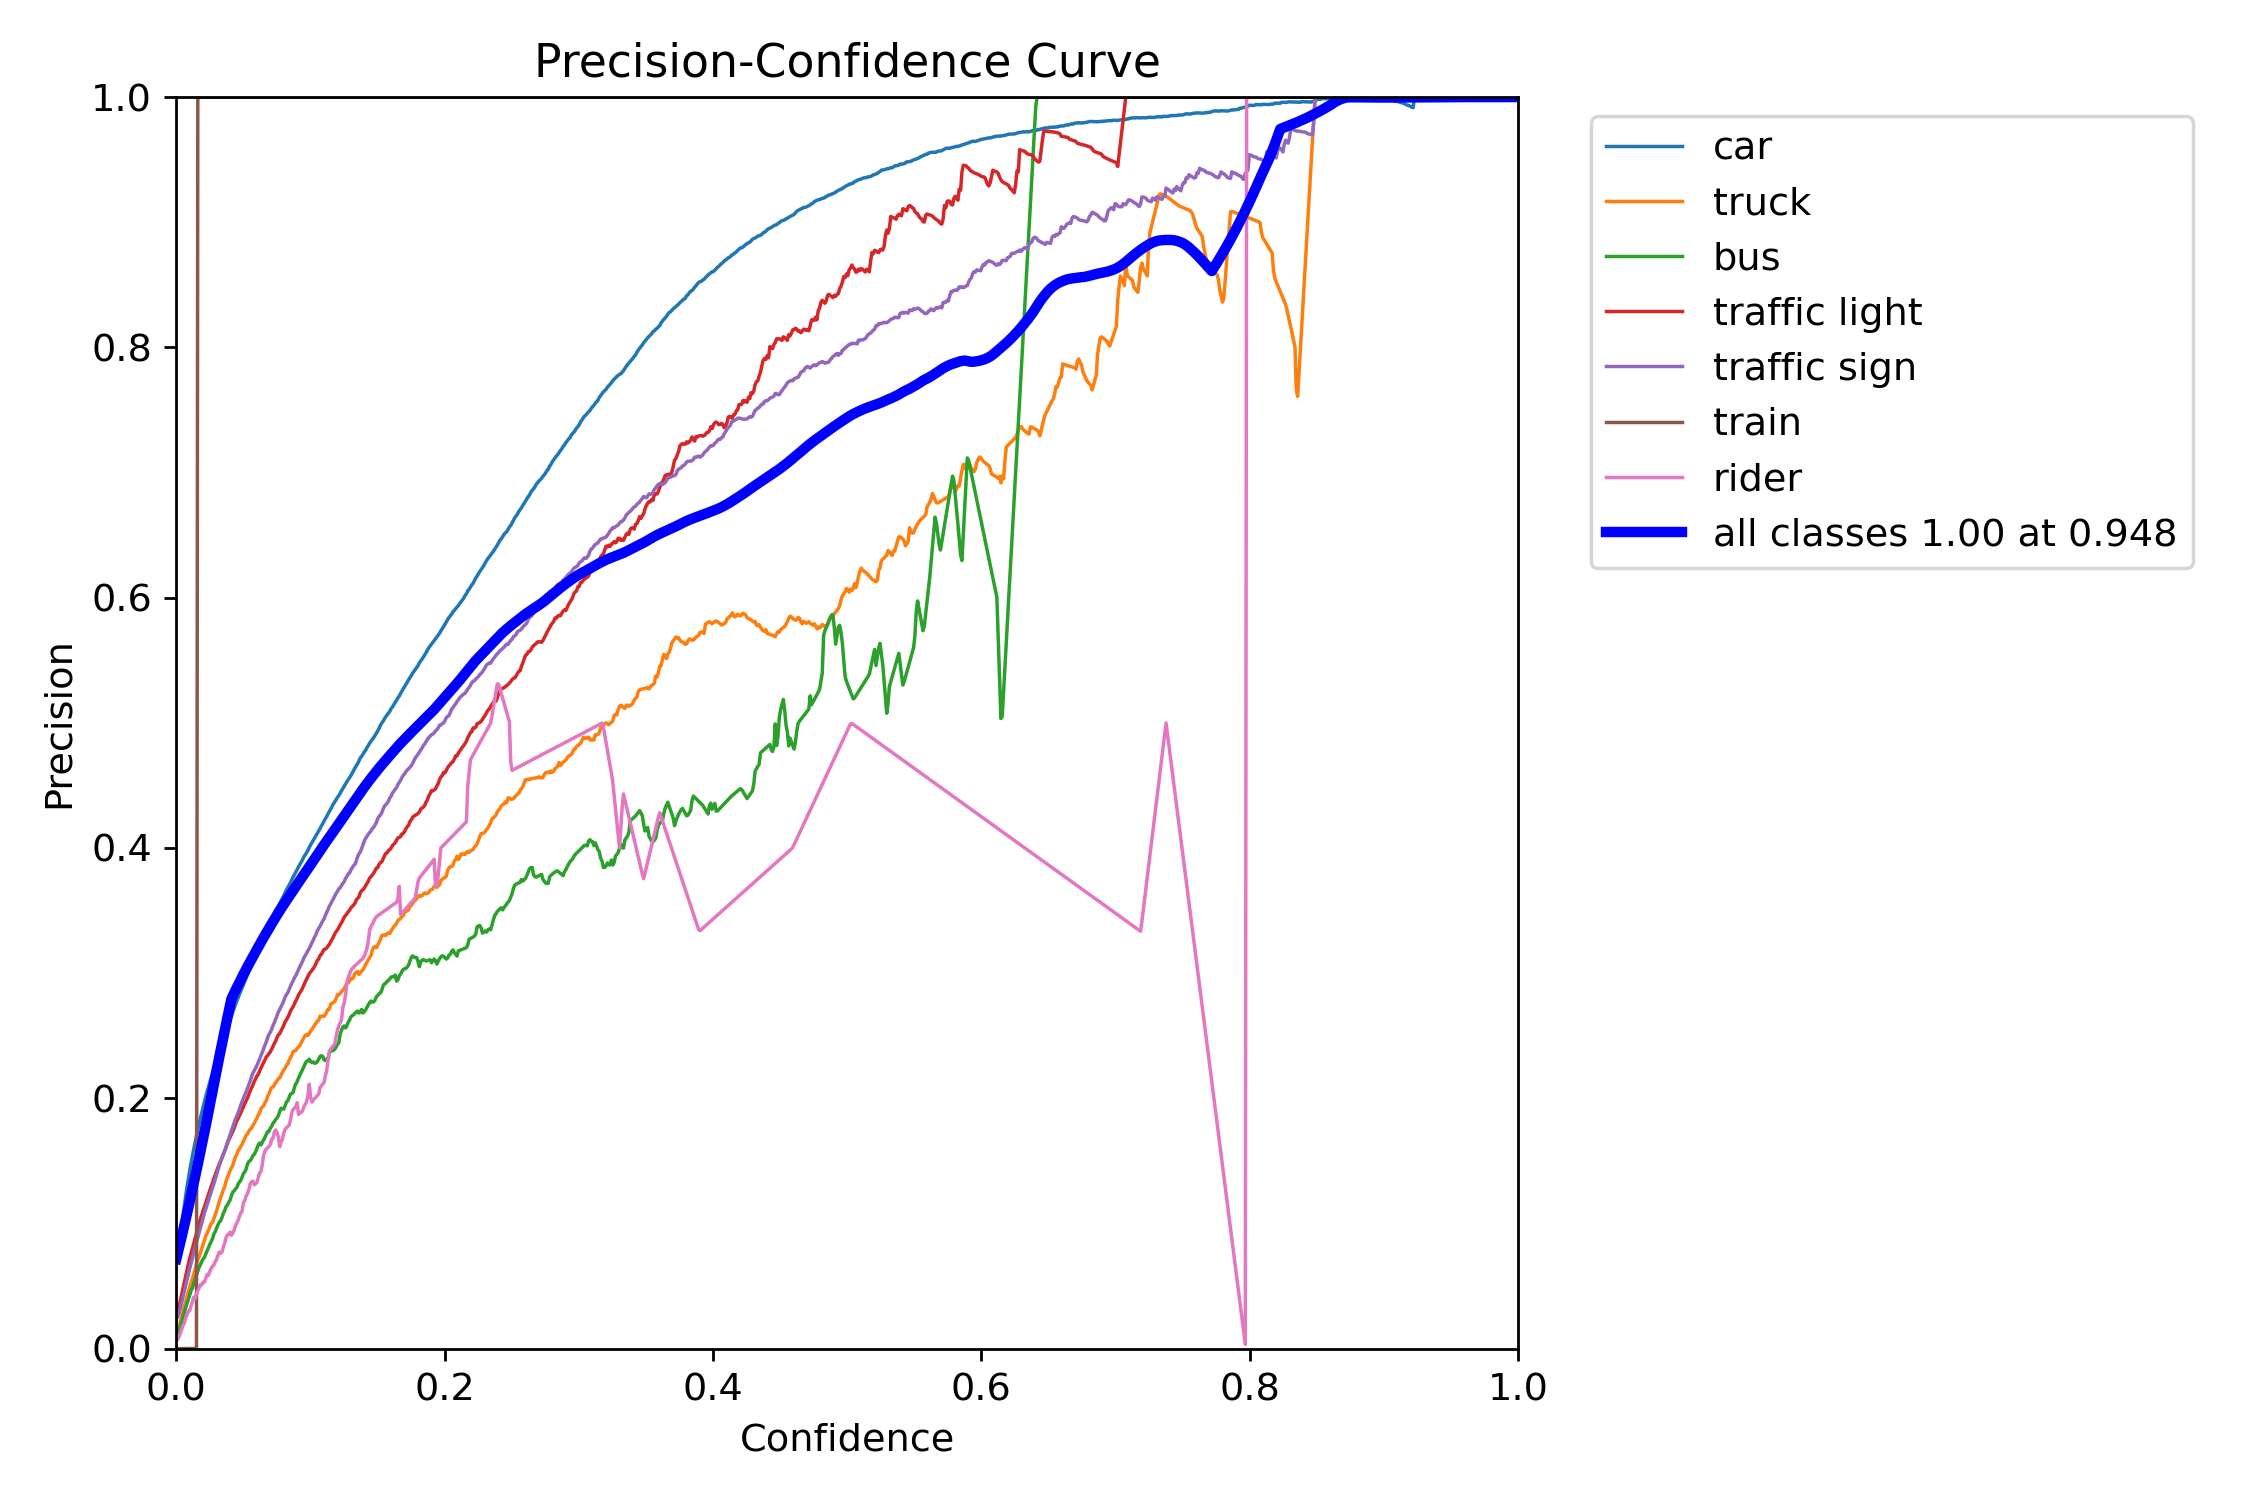 Precision-Confidence Curve
1.0
0.8
0.6
0.4
0.2
0.0
Precision
0.0 0.2 0.4 0.6 0.8 1.0
Confidence
car
truck
bus
traffic light
traffic sign
train
rider
all classes 1.00 at 0.948